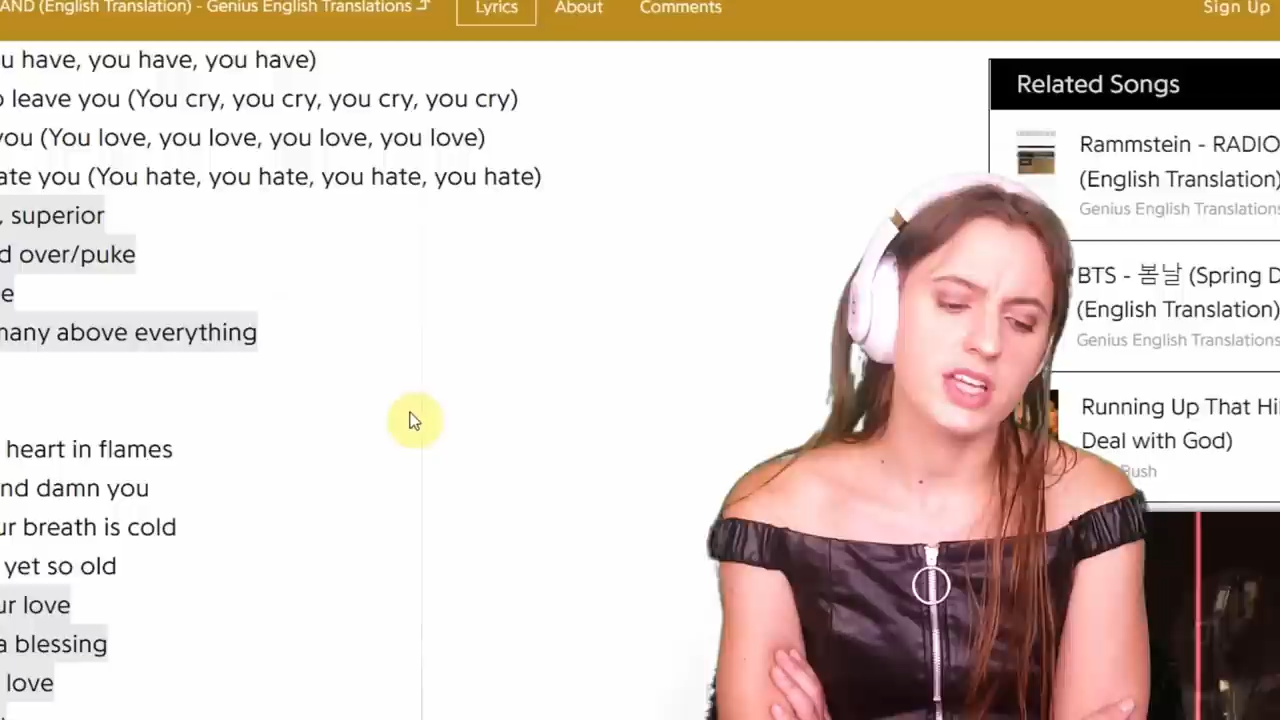 AND (English Translation) - Genius English Translations
Lyrics
About
Comments
Sign Up
u have, you have, you have)
o leave you (You cry, you cry, you cry, you cry)
you (You love, you love, you love, you love)
ate you (You hate, you hate, you hate, you hate)
, superior
d over/puke
e
many above everything
heart in flames
nd damn you
ur breath is cold
yet so old
ur love
a blessing
love
Related Songs
Rammstein - RADIO
(English Translation)
Genius English Translations
BTS - 봄날 (Spring D
(English Translation)
Genius English Translations
Running Up That Hi
Deal with God)
Bush